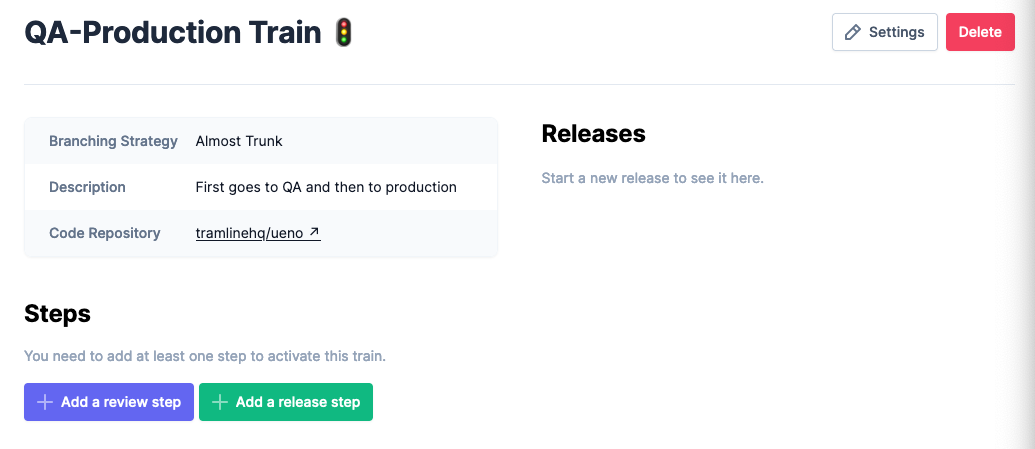 QA-Production Train 🚦
Settings
Delete
Branching Strategy Almost Trunk
Description First goes to QA and then to production
Code Repository tramlinehq/ueno ↗
Releases
Start a new release to see it here.
Steps
You need to add at least one step to activate this train.
+ Add a review step
+ Add a release step